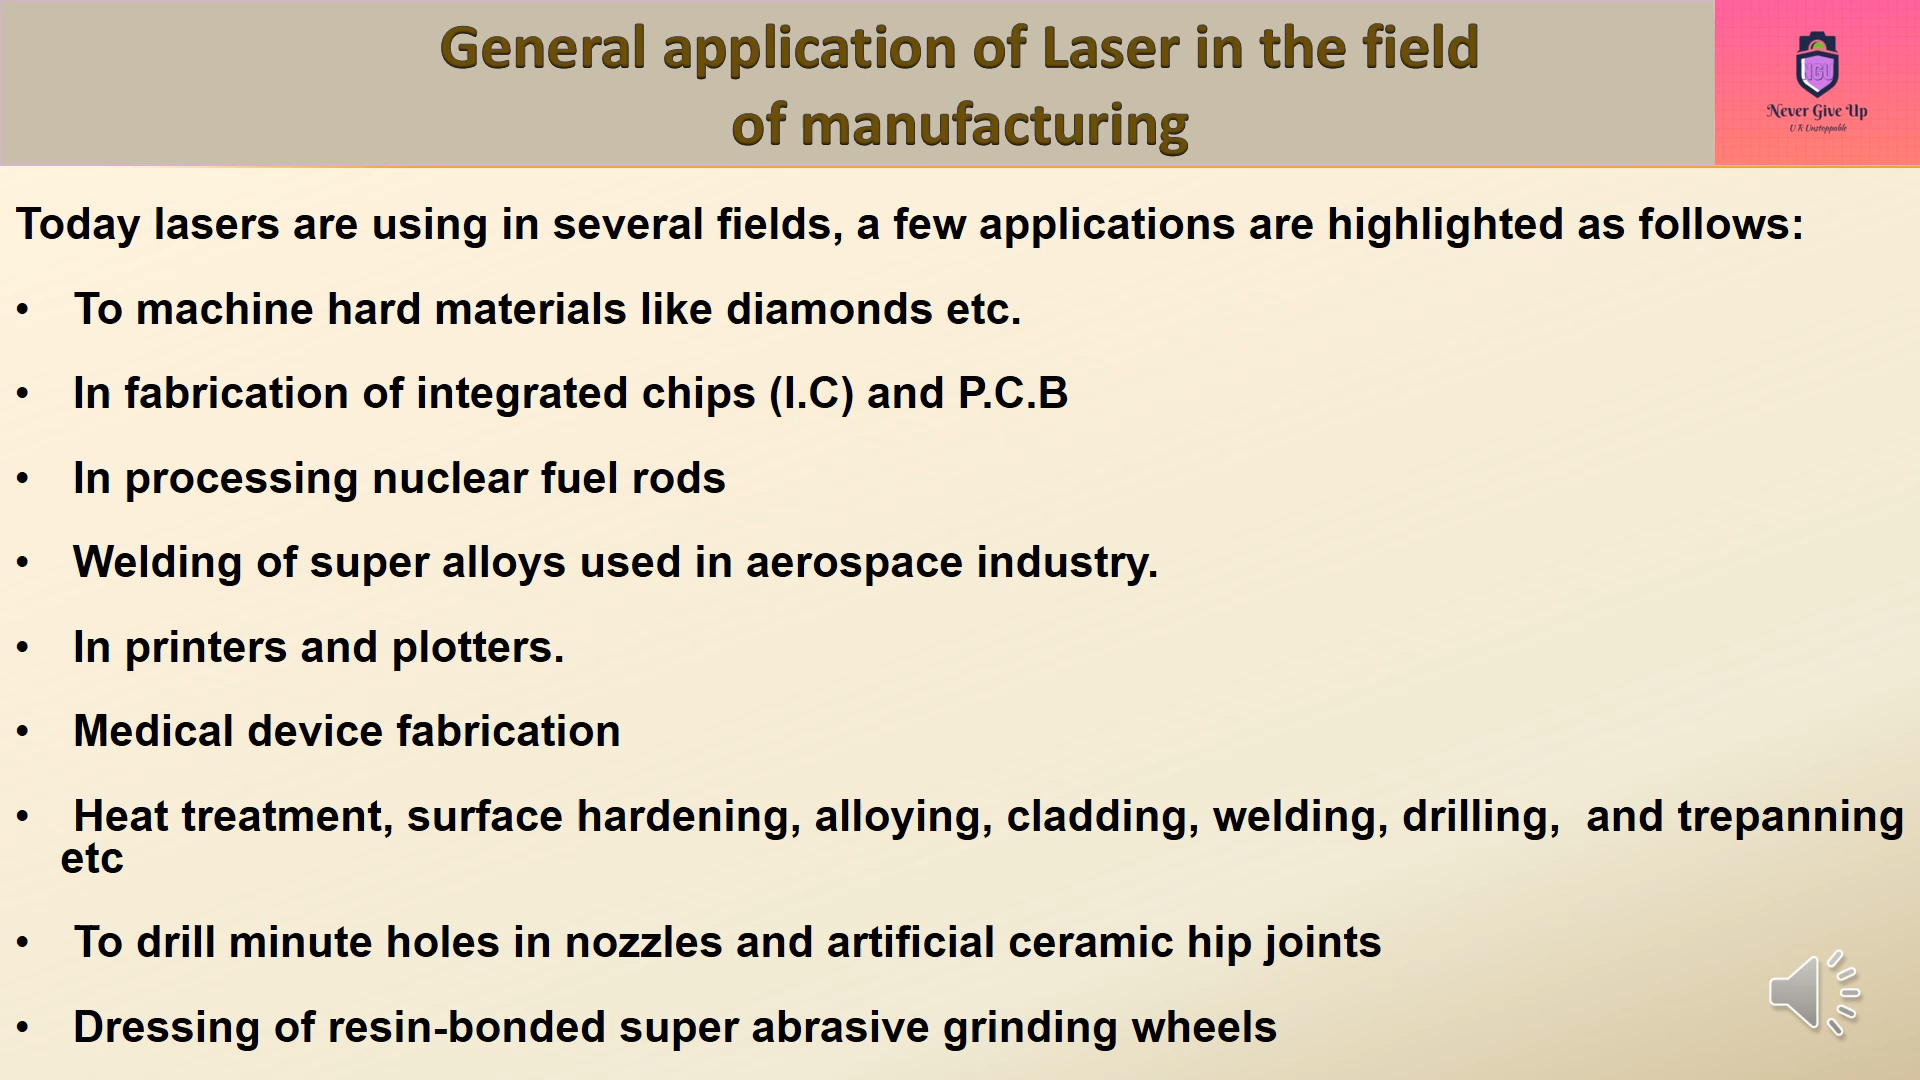 General application of Laser in the field
of manufacturing
NGU
Never Give Up
U R Unstoppable
Today lasers are using in several fields, a few applications are highlighted as follows:
• To machine hard materials like diamonds etc.
• In fabrication of integrated chips (I.C) and P.C.B
• In processing nuclear fuel rods
• Welding of super alloys used in aerospace industry.
• In printers and plotters.
• Medical device fabrication
• Heat treatment, surface hardening, alloying, cladding, welding, drilling,  and trepanning
etc
• To drill minute holes in nozzles and artificial ceramic hip joints
• Dressing of resin-bonded super abrasive grinding wheels